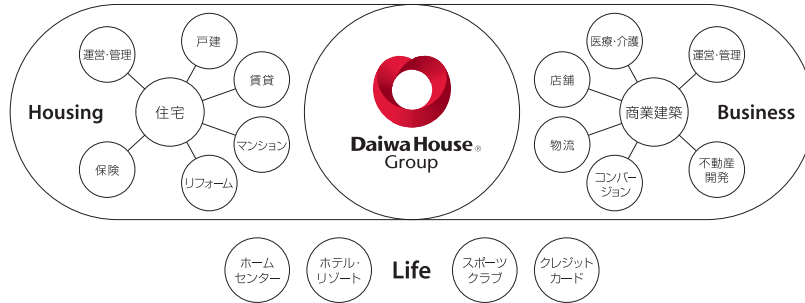 Housing
運営・管理
戸建
賃貸
住宅
マンション
リフォーム
保険
Daiwa House®
Group
医療・介護
運営・管理
店舗
商業建築
Business
物流
コンバー
ジョン
不動産
開発
ホーム
センター
ホテル・
リゾート
Life
スポーツ
クラブ
クレジット
カード